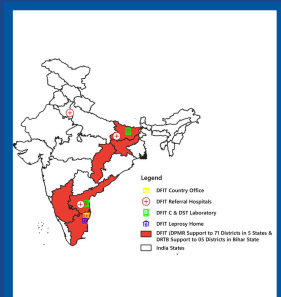 Legend
DFIT Country Office
DFIT Referral Hospitals
DFIT C & DST Laboratory
DFIT Leprosy Home
DFIT (DPMR Support to 71 Districts in 5 States &
DRTB Support to 05 Districts in Bihar State
India States